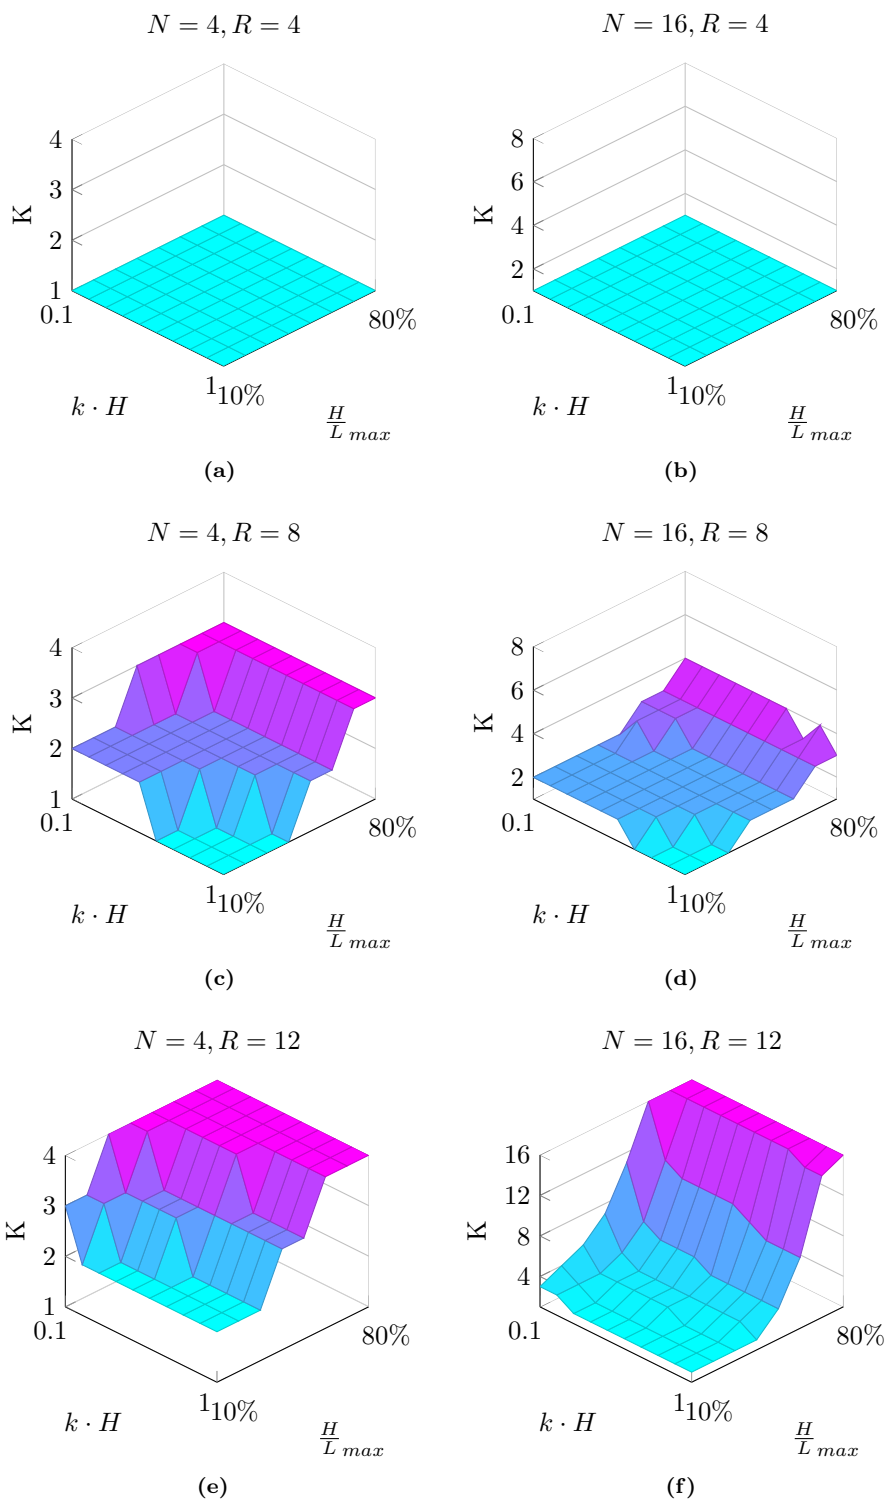 N = 4, R = 4
4
3
2
1
K
0.1
1
10%
80%
k · H
H/L max
(a)
N = 16, R = 4
8
6
4
2
K
0.1
1
10%
80%
k · H
H/L max
(b)
N = 4, R = 8
4
3
2
1
K
0.1
1
10%
80%
k · H
H/L max
(c)
N = 16, R = 8
8
6
4
2
K
0.1
1
10%
80%
k · H
H/L max
(d)
N = 4, R = 12
4
3
2
1
K
0.1
1
10%
80%
k · H
H/L max
(e)
N = 16, R = 12
16
12
8
4
K
0.1
1
10%
80%
k · H
H/L max
(f)